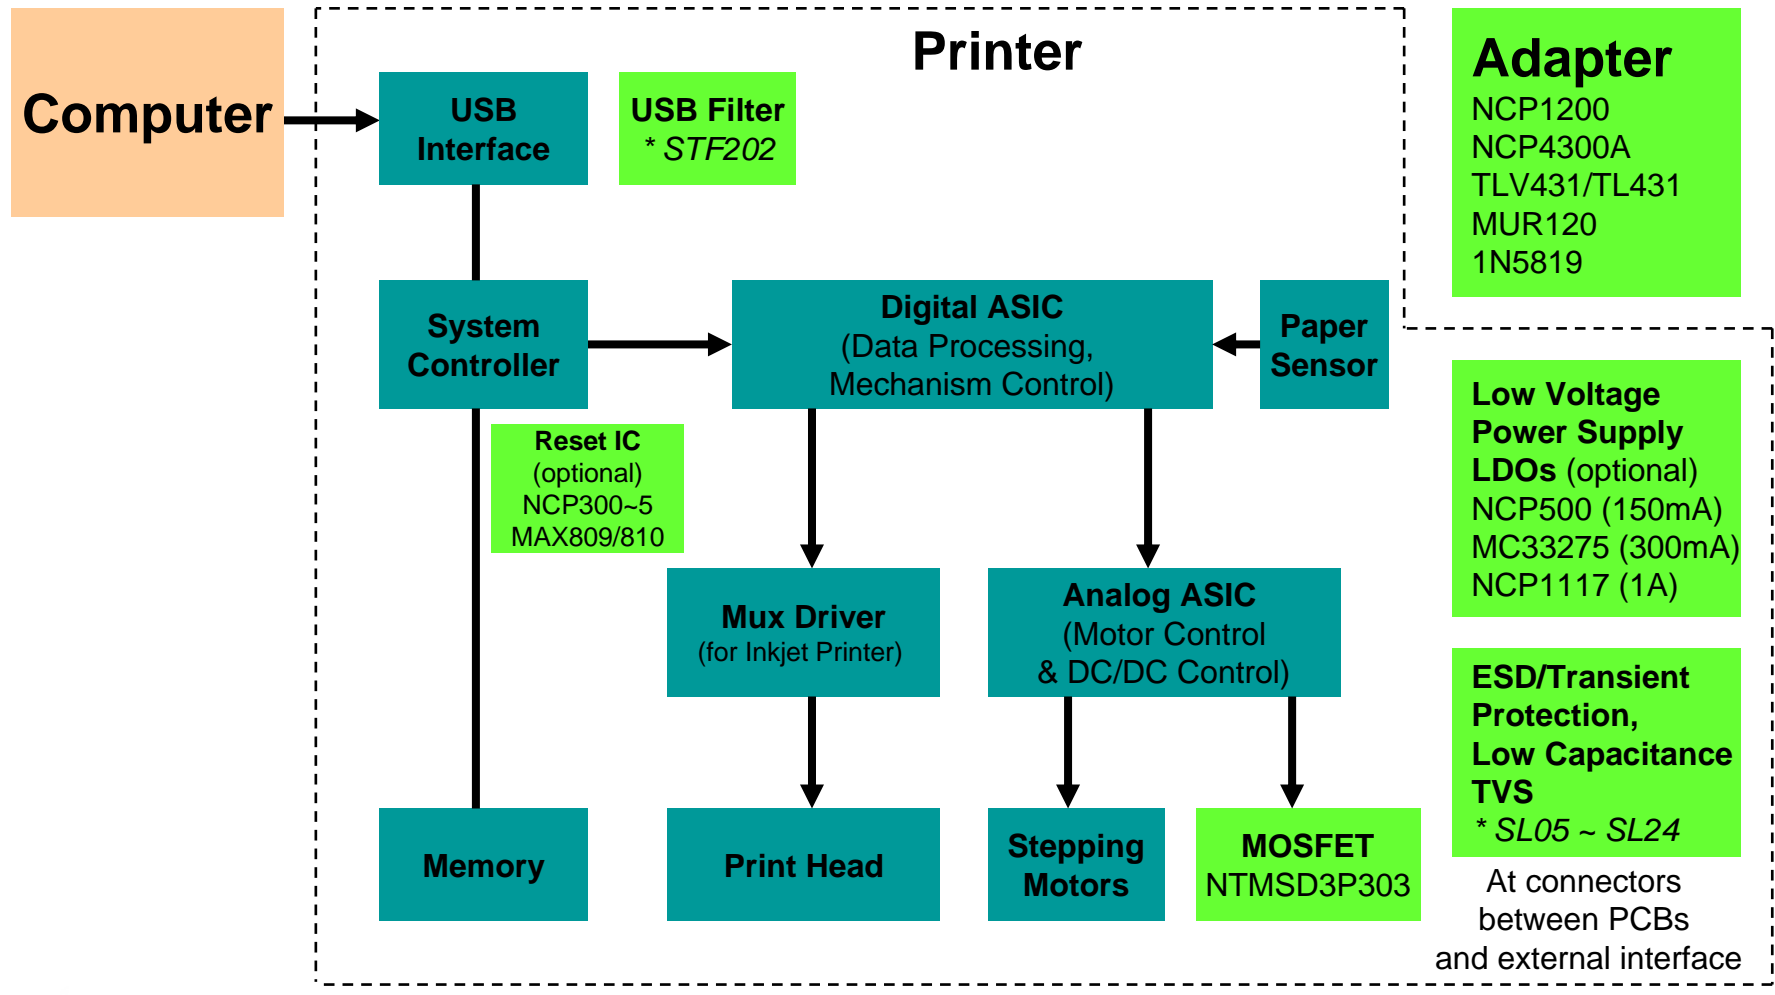 Computer
Printer
USB
Interface
USB Filter
* STF202
Adapter
NCP1200
NCP4300A
TLV431/TL431
MUR120
1N5819
System
Controller
Digital ASIC
(Data Processing,
Mechanism Control)
Paper
Sensor
Reset IC
(optional)
NCP300~5
MAX809/810
Low Voltage
Power Supply
LDOs (optional)
NCP500 (150mA)
MC33275 (300mA)
NCP1117 (1A)
Mux Driver
(for Inkjet Printer)
Analog ASIC
(Motor Control
& DC/DC Control)
ESD/Transient
Protection,
Low Capacitance
TVS
* SL05 ~ SL24
At connectors
between PCBs
and external interface
Memory
Print Head
Stepping
Motors
MOSFET
NTMSD3P303